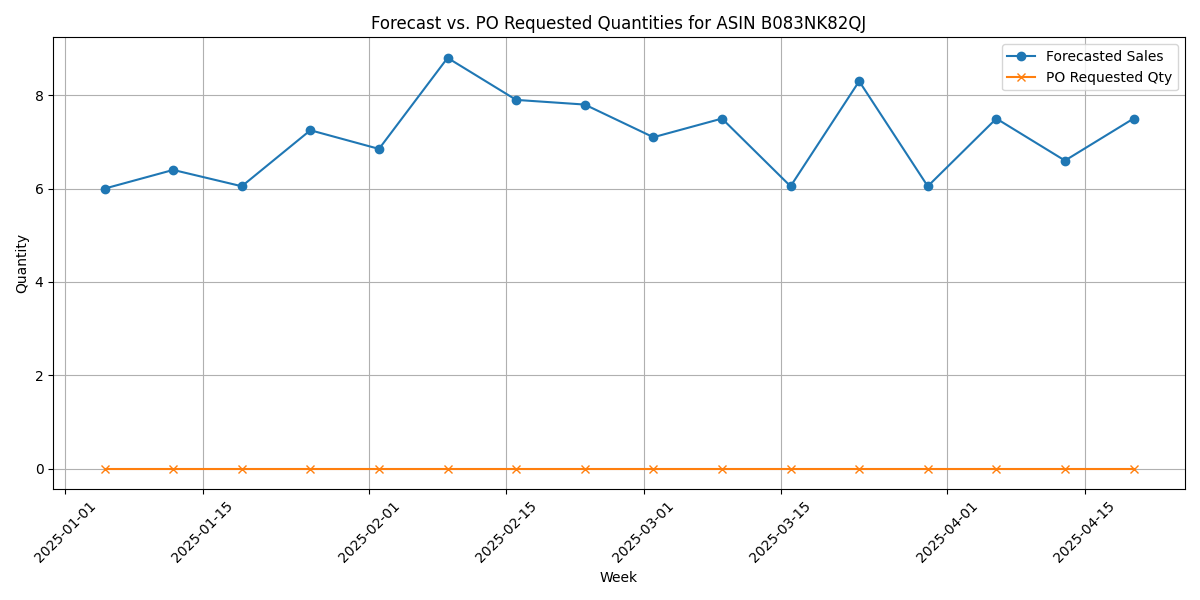 Forecast vs. PO Requested Quantities for ASIN B083NK82QJ
Forecasted Sales
PO Requested Qty
Quantity
8
6
4
2
0
2025-01-01
2025-01-15
2025-02-01
2025-02-15
2025-03-01
2025-03-15
2025-04-01
2025-04-15
Week